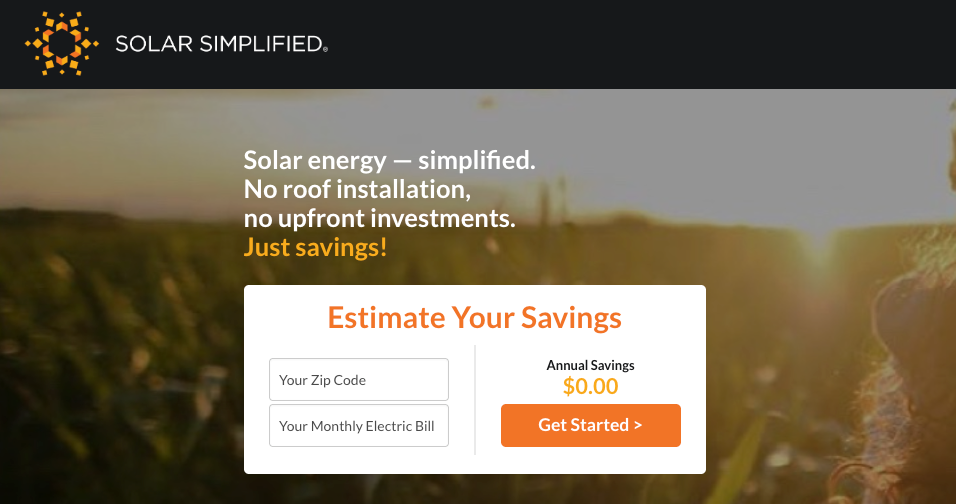 SOLAR SIMPLIFIED®
Solar energy — simplified.
No roof installation,
no upfront investments.
Just savings!
Estimate Your Savings
Your Zip Code
Your Monthly Electric Bill
Annual Savings
$0.00
Get Started >